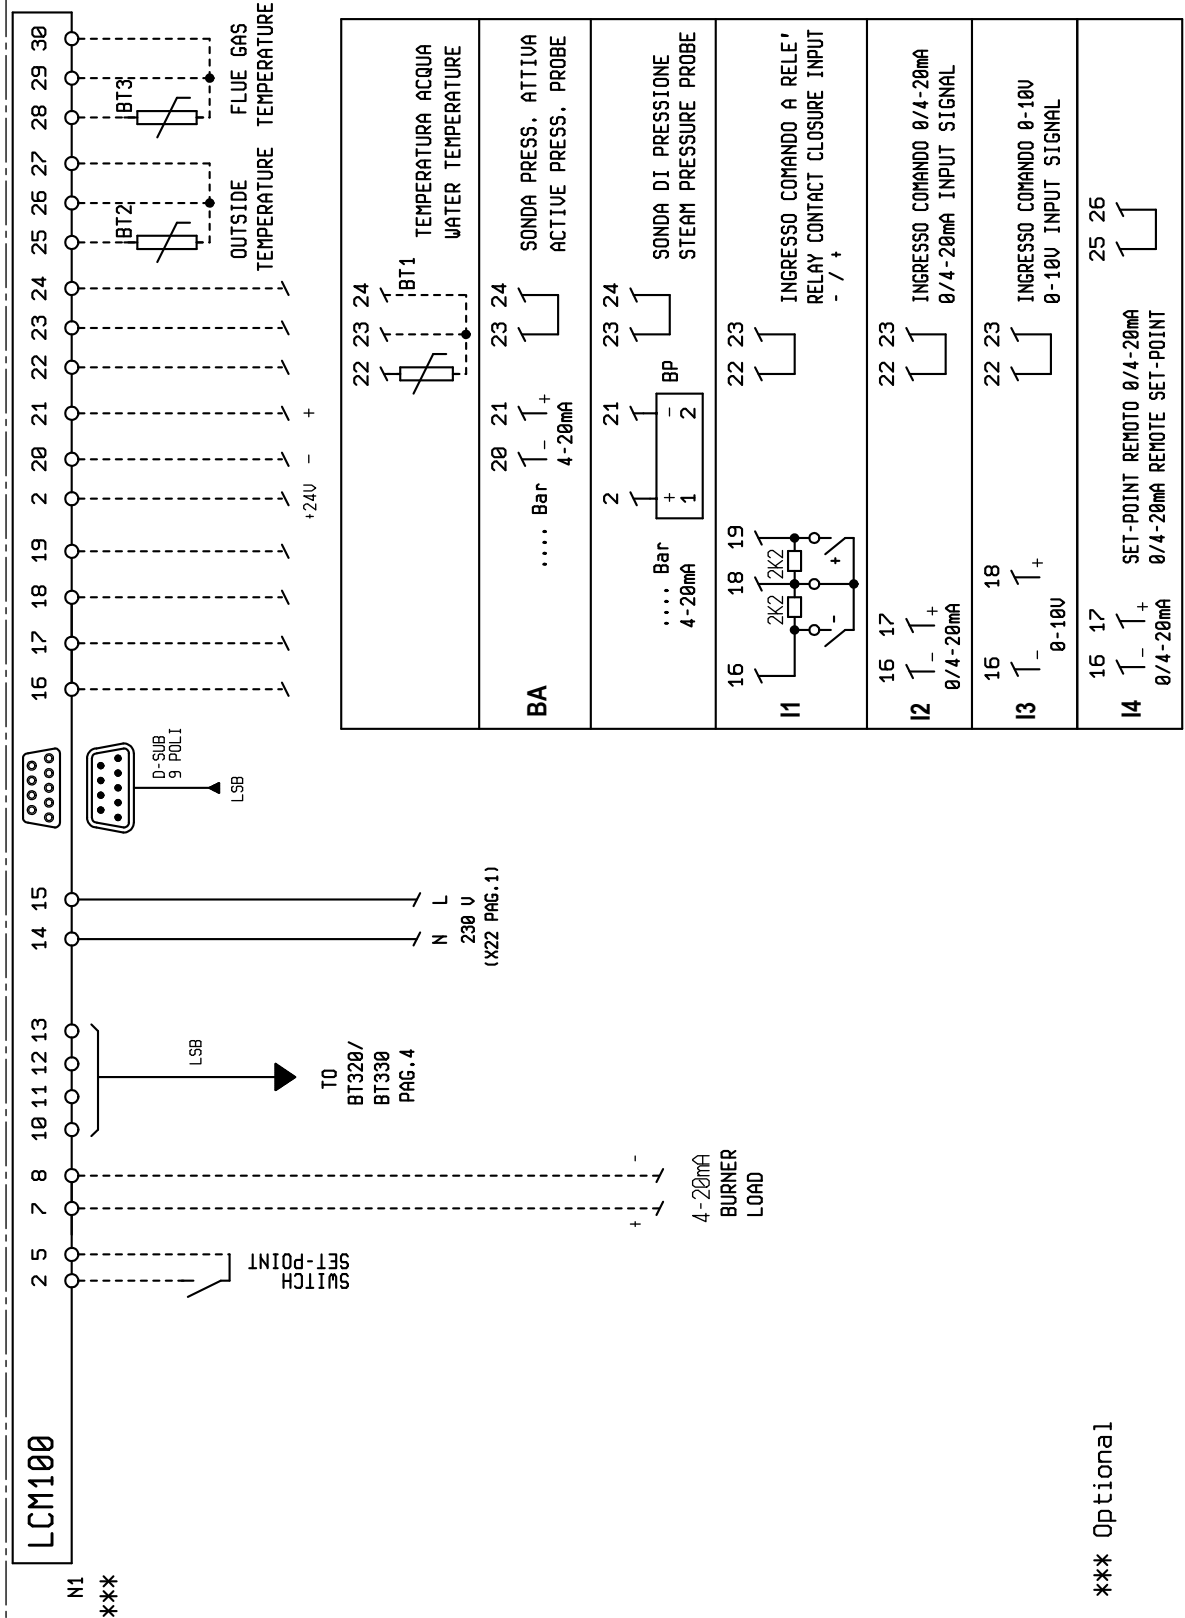 N1
***
LCM100
2 5 7 8 10 11 12 13 14 15 16 17 18 19 2 20 21 22 23 24 25 26 27 28 29 30
SWITCH
SET-POINT
+ -
4-20mA
BURNER
LOAD
LSB
TO
BT320/
BT330
PAG.4
N L
230 V
(X22 PAG.1)
D-SUB
9 POLI
LSB
+24V - +
BT2
OUTSIDE
TEMPERATURE
BT3
FLUE GAS
TEMPERATURE
22 23 24
BT1
TEMPERATURA ACQUA
WATER TEMPERATURE
BA
.... Bar
20 21
- +
4-20mA
23 24
SONDA PRESS. ATTIVA
ACTIVE PRESS. PROBE
.... Bar
4-20mA
2 21
+ -
1 2
BP
23 24
SONDA DI PRESSIONE
STEAM PRESSURE PROBE
I1
16 18 19
2K2 2K2
- +
22 23
INGRESSO COMANDO A RELE'
RELAY CONTACT CLOSURE INPUT
- / +
I2
16 17
- +
0/4-20mA
22 23
INGRESSO COMANDO 0/4-20mA
0/4-20mA INPUT SIGNAL
I3
16 18
- +
0-10V
22 23
INGRESSO COMANDO 0-10V
0-10V INPUT SIGNAL
I4
16 17
- +
0/4-20mA
SET-POINT REMOTO 0/4-20mA
0/4-20mA REMOTE SET-POINT
25 26
*** Optional